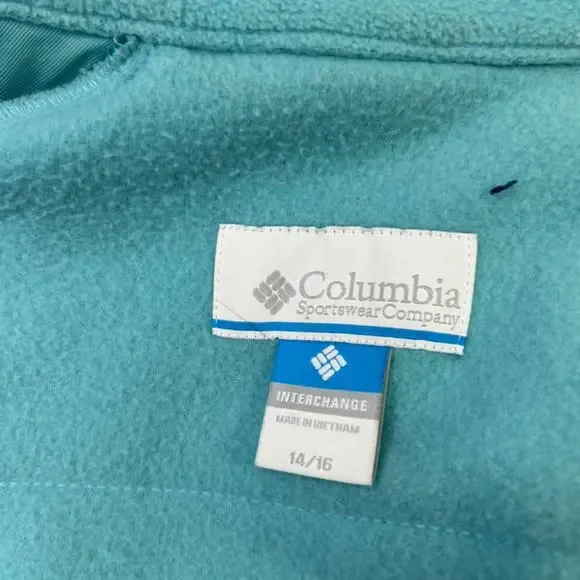 Columbia
Sportswear Company
INTERCHANGE
MADE IN VIETNAM
14/16